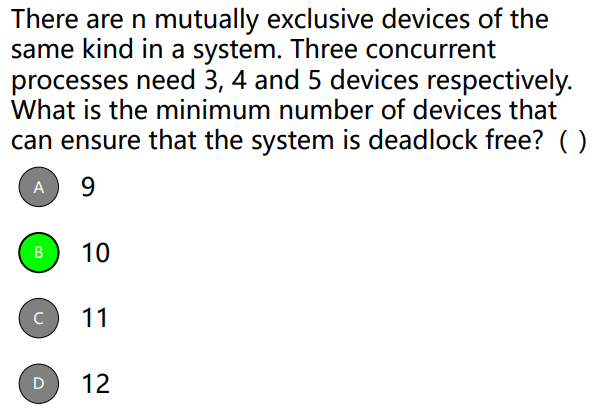 There are n mutually exclusive devices of the
same kind in a system. Three concurrent
processes need 3, 4 and 5 devices respectively.
What is the minimum number of devices that
can ensure that the system is deadlock free? ( )
A 9
B 10
C 11
D 12